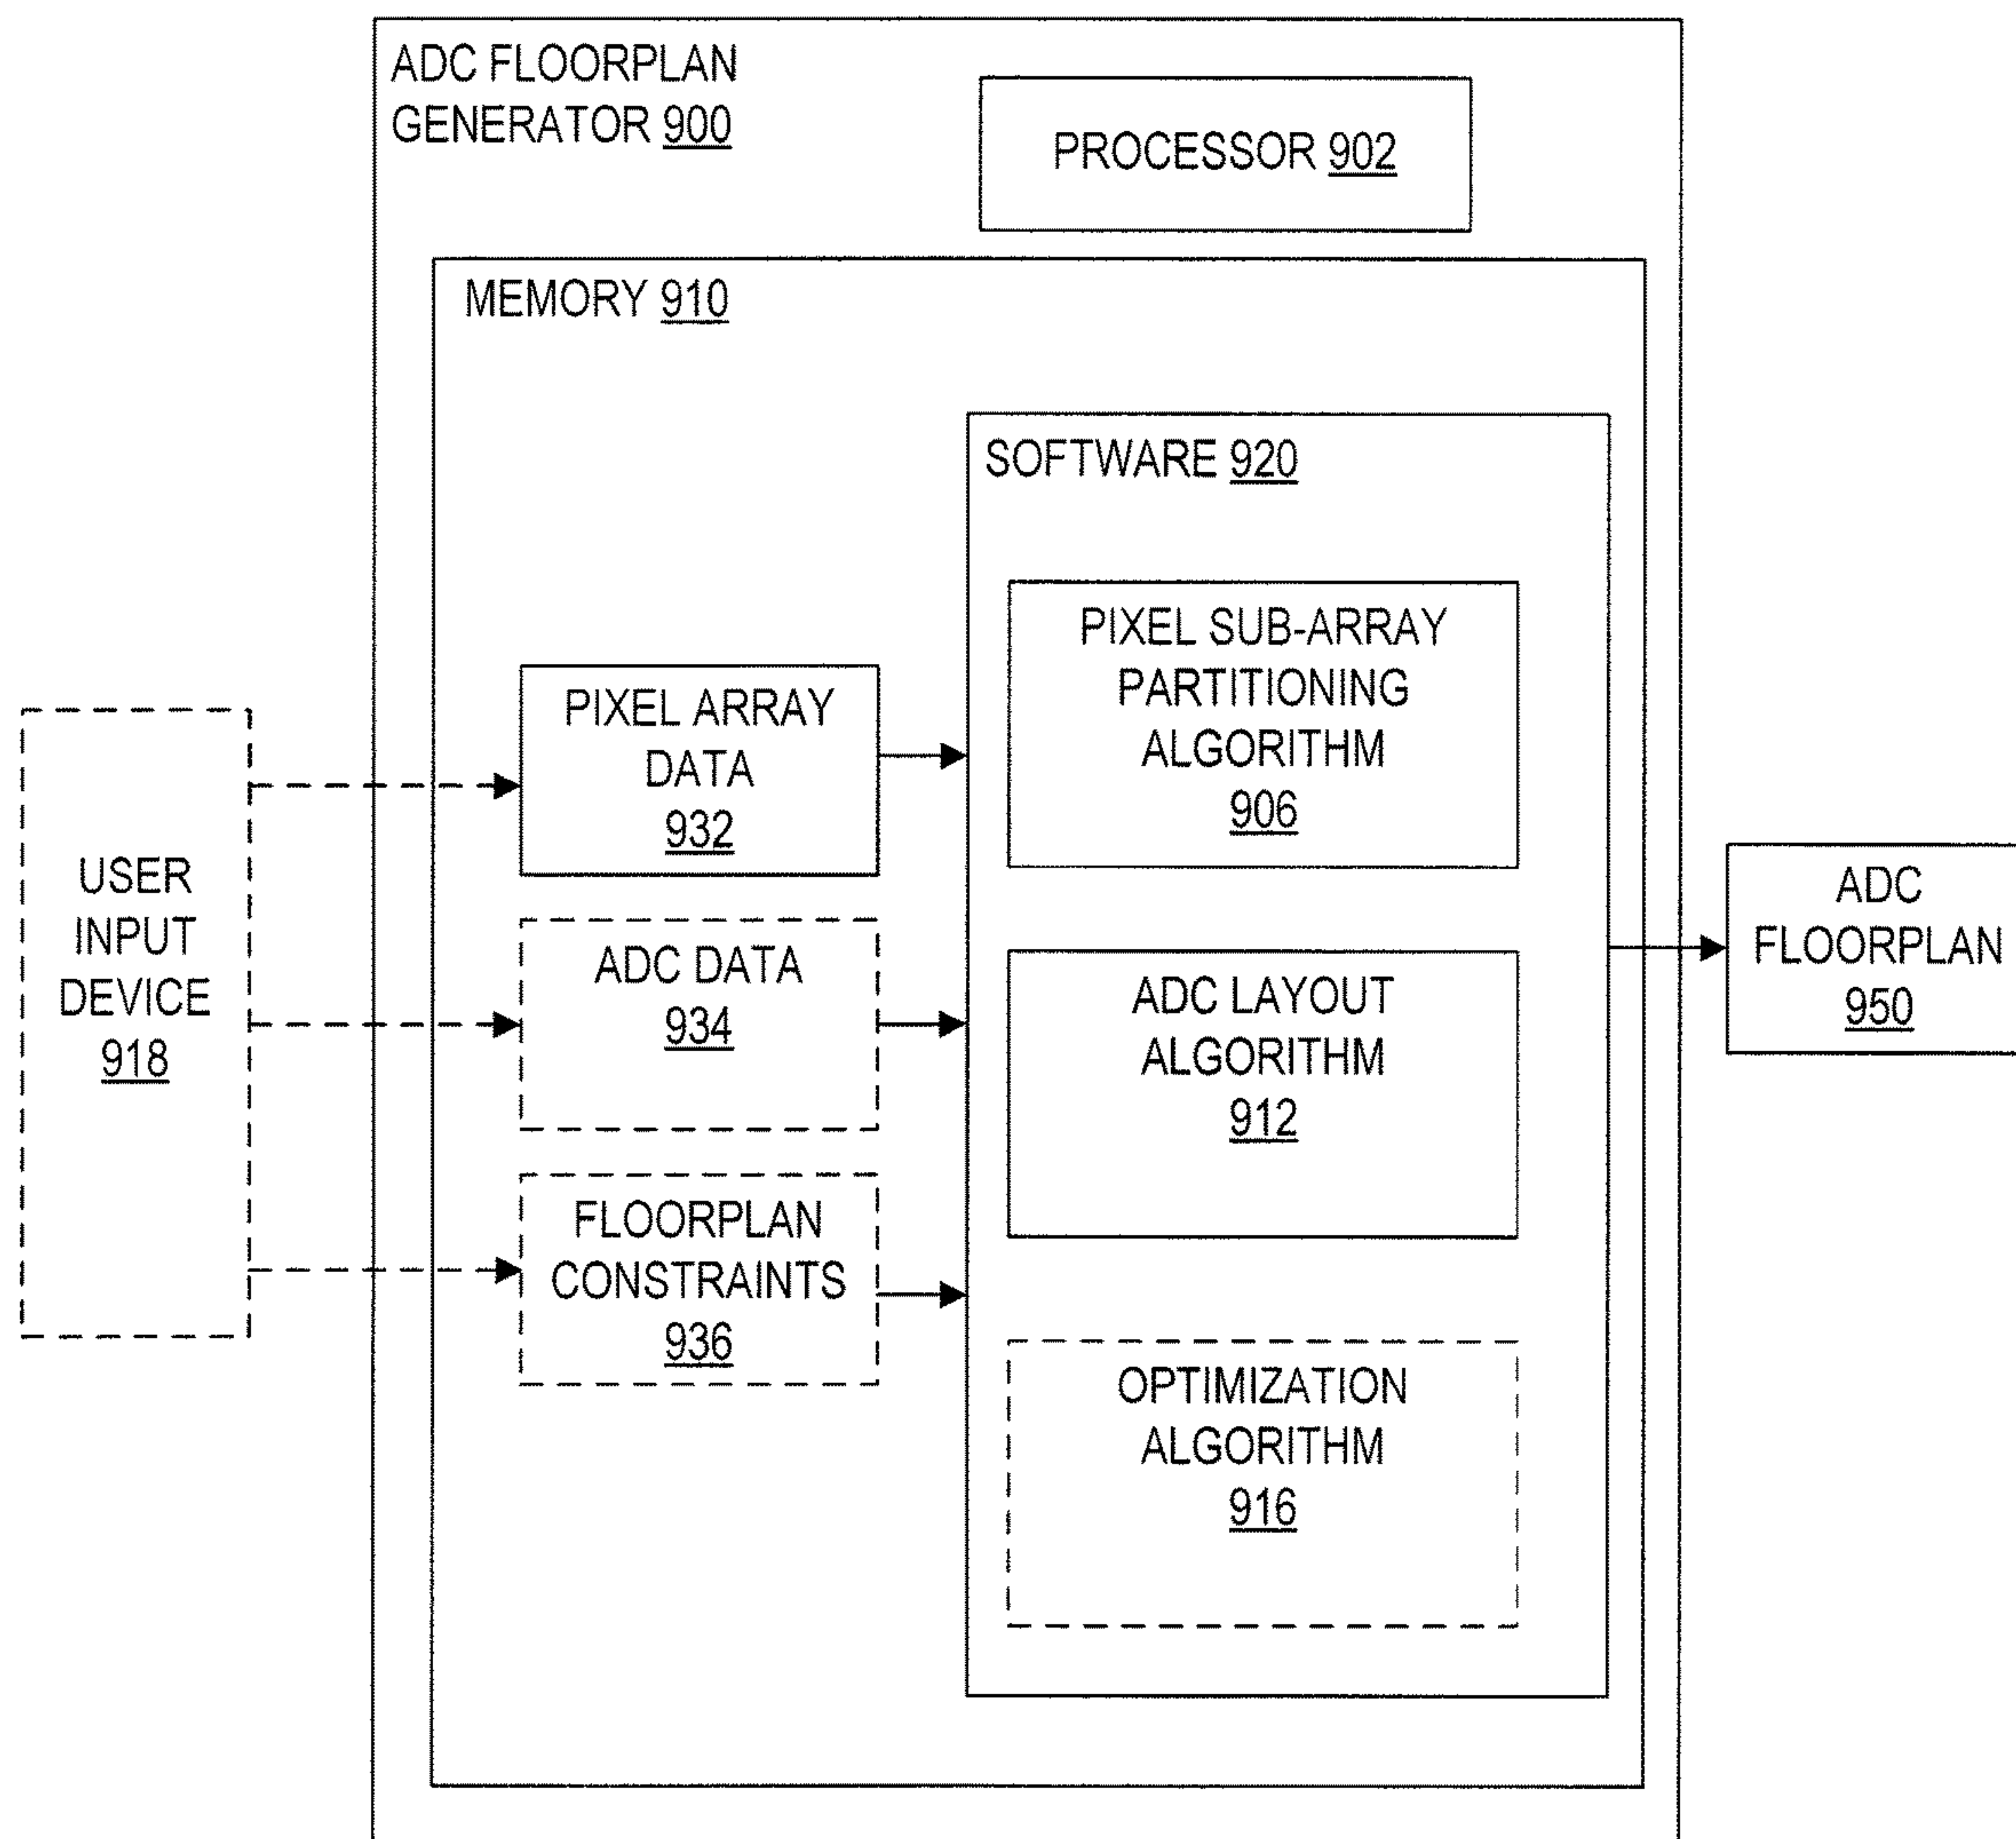 ADC FLOORPLAN
GENERATOR 900
PROCESSOR 902
MEMORY 910
SOFTWARE 920
USER
INPUT
DEVICE
918
PIXEL ARRAY
DATA
932
ADC DATA
934
FLOORPLAN
CONSTRAINTS
936
PIXEL SUB-ARRAY
PARTITIONING
ALGORITHM
906
ADC LAYOUT
ALGORITHM
912
OPTIMIZATION
ALGORITHM
916
ADC
FLOORPLAN
950